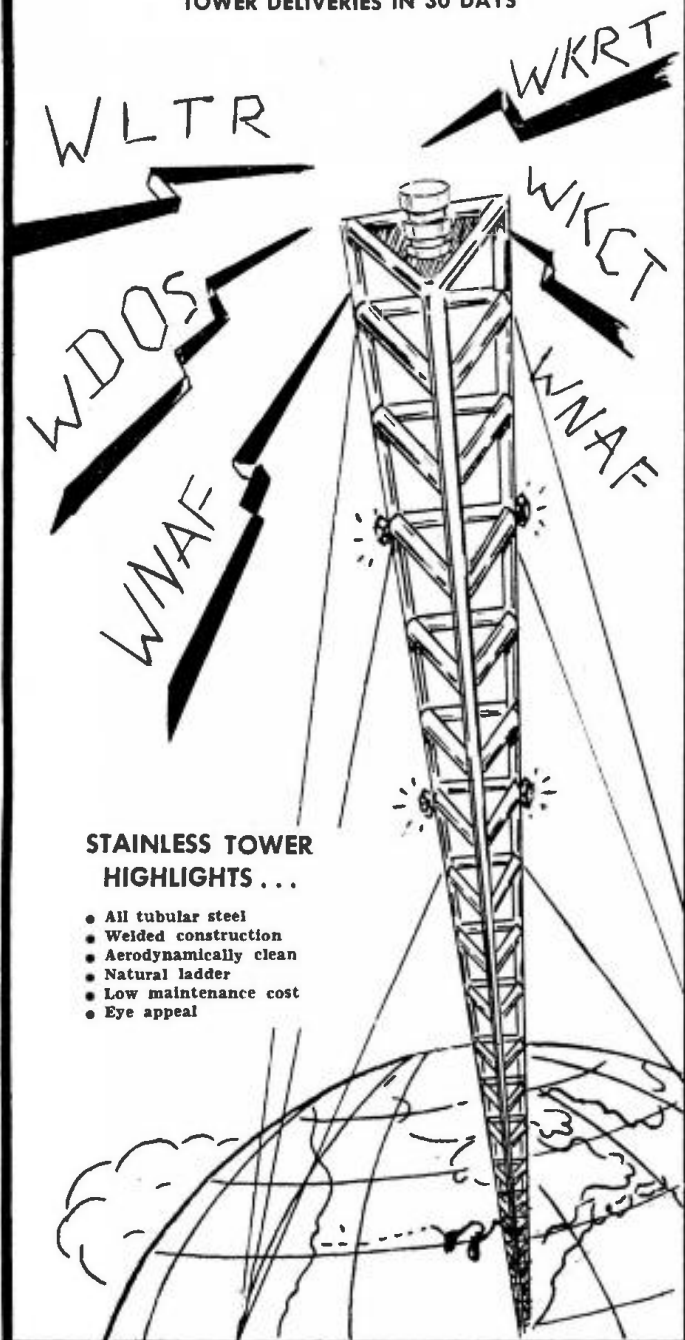 TOWER DELIVERIES IN 30 DAYS
WKRT
WLTR
WKCT
WDOS
WNAF
WNAF
STAINLESS TOWER
HIGHLIGHTS...
• All tubular steel
• Welded construction
• Aerodynamically clean
• Natural ladder
• Low maintenance cost
• Eye appeal